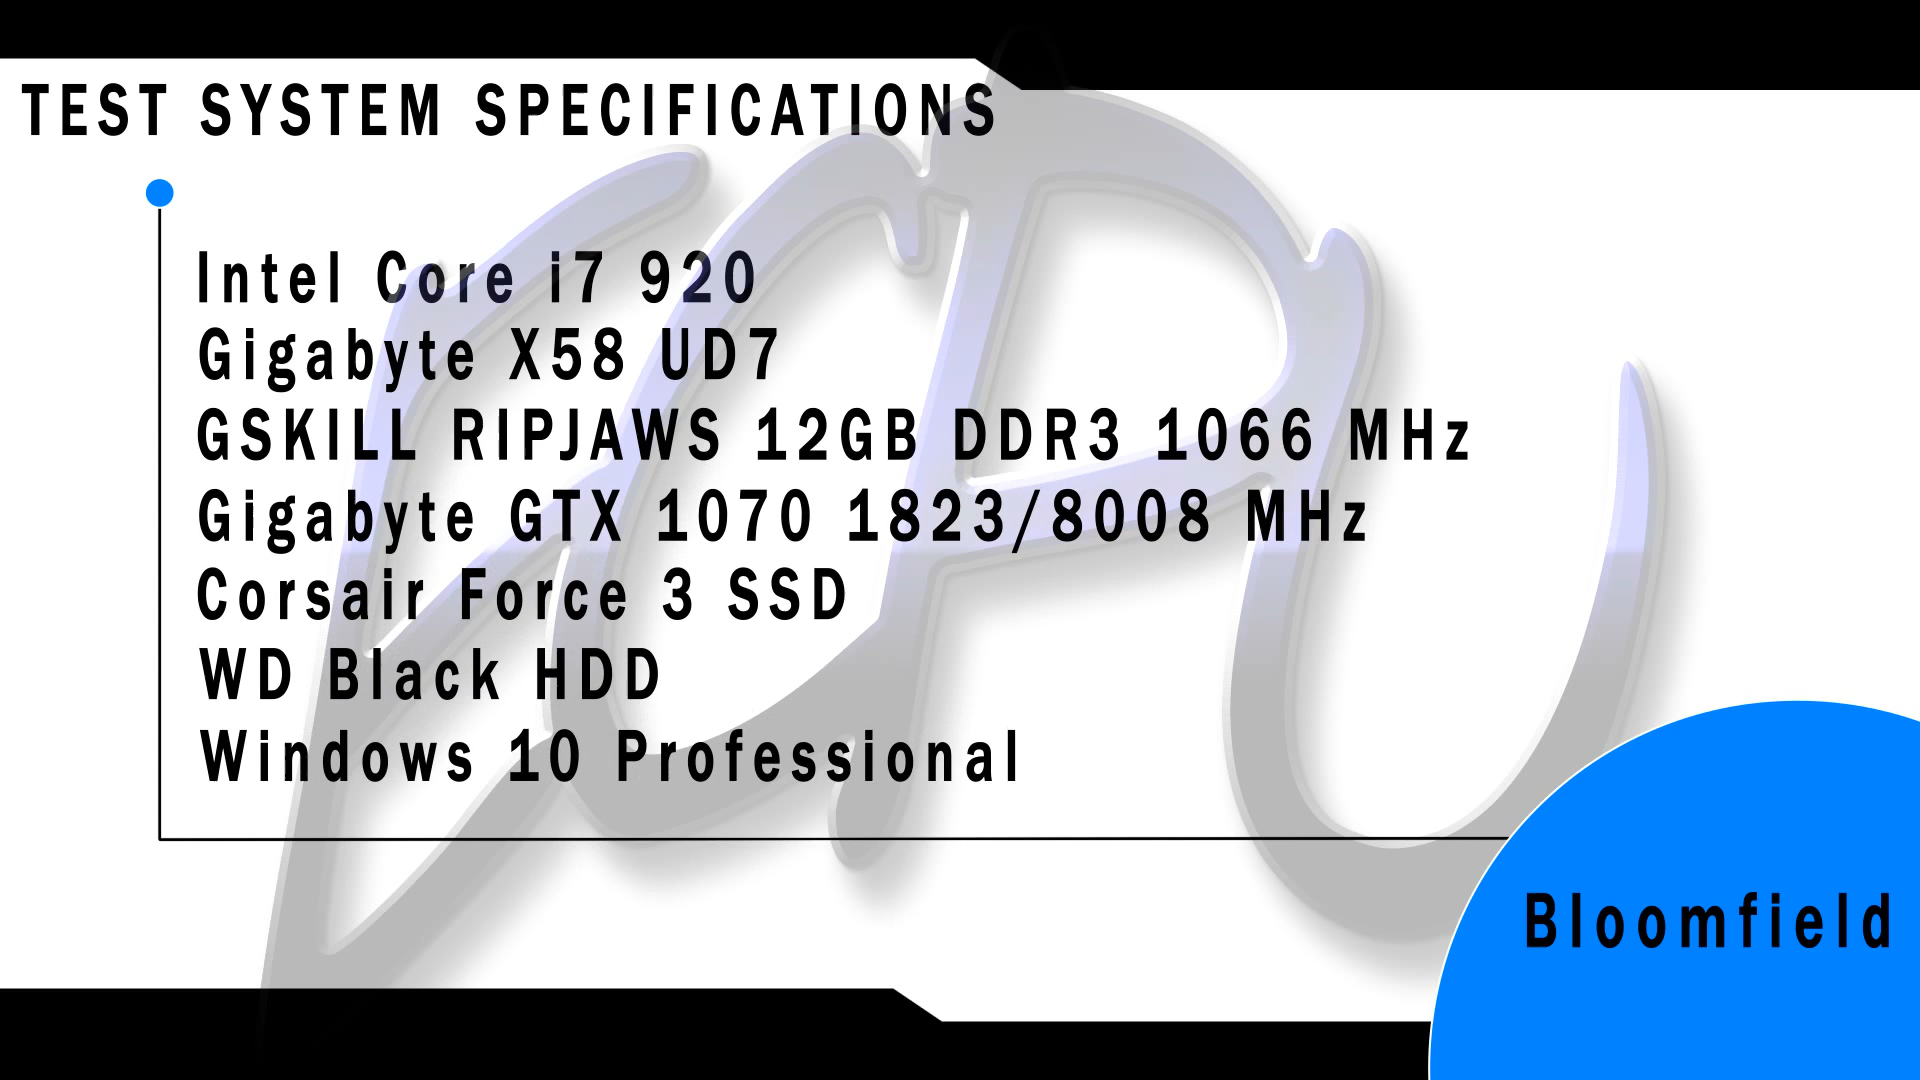 TEST SYSTEM SPECIFICATIONS
Intel Core i7 920
Gigabyte X58 UD7
GSKILL RIPJAWS 12GB DDR3 1066 MHz
Gigabyte GTX 1070 1823/8008 MHz
Corsair Force 3 SSD
WD Black HDD
Windows 10 Professional
Bloomfield